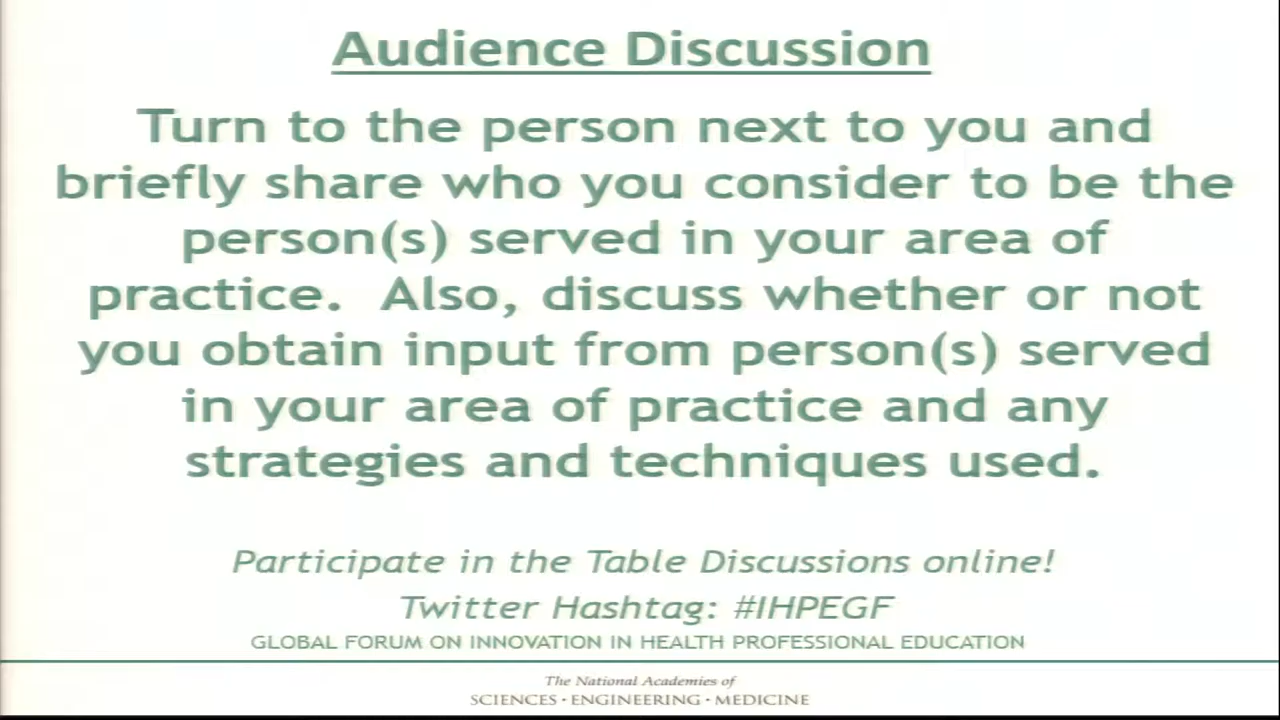 Audience Discussion
Turn to the person next to you and
briefly share who you consider to be the
person(s) served in your area of
practice.  Also, discuss whether or not
you obtain input from person(s) served
in your area of practice and any
strategies and techniques used.
Participate in the Table Discussions online!
Twitter Hashtag: #IHPEGF
GLOBAL FORUM ON INNOVATION IN HEALTH PROFESSIONAL EDUCATION
The National Academies of
SCIENCES · ENGINEERING · MEDICINE